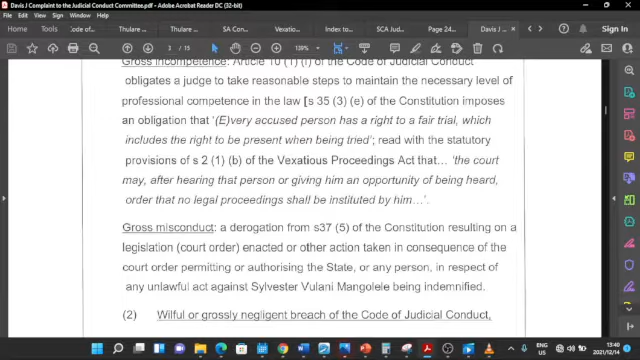 Davis J Complaint to the Judicial Conduct Committee.pdf - Adobe Acrobat Reader DC (32-bit)
File Edit View Sign Window Help
Thulare
Thulare
SA Con
Vexatio...
Index to...
SCA Jud...
Page 24...
Davis J ...
Sign In
3 / 15
139%
Gross incompetence: Article 10 (1) (f) of the Code of Judicial Conduct
obligates a judge to take reasonable steps to maintain the necessary level of
professional competence in the law [s 35 (3) (e) of the Constitution imposes
an obligation that '(E)very accused person has a right to a fair trial, which
includes the right to be present when being tried'; read with the statutory
provisions of s 2 (1) (b) of the Vexatious Proceedings Act that… 'the court
may, after hearing that person or giving him an opportunity of being heard,
order that no legal proceedings shall be instituted by him…'.
Gross misconduct: a derogation from s37 (5) of the Constitution resulting on a
legislation (court order) enacted or other action taken in consequence of the
court order permitting or authorising the State, or any person, in respect of
any unlawful act against Sylvester Vulani Mangolele being indemnified.
(2) Wilful or grossly negligent breach of the Code of Judicial Conduct,
ENG
US
13:40
2021/12/14